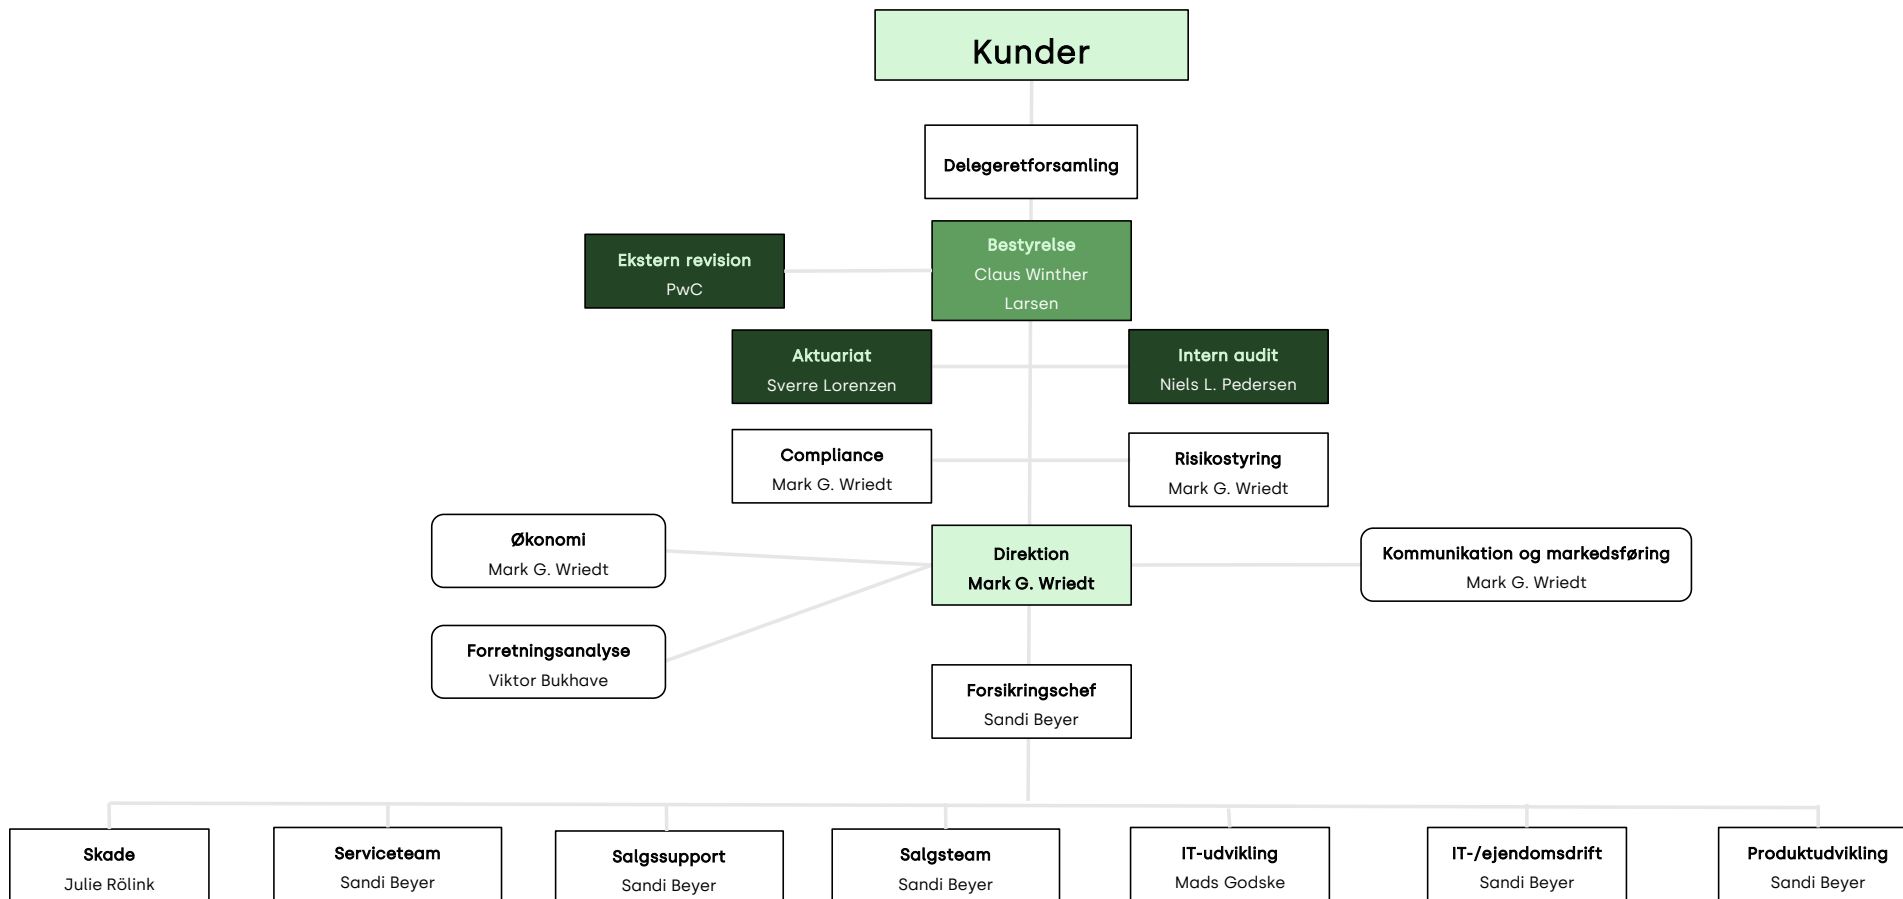 Kunder
Delegeretforsamling
Ekstern revision
PwC
Bestyrelse
Claus Winther
Larsen
Aktuariat
Sverre Lorenzen
Intern audit
Niels L. Pedersen
Compliance
Mark G. Wriedt
Risikostyring
Mark G. Wriedt
Økonomi
Mark G. Wriedt
Direktion
Mark G. Wriedt
Kommunikation og markedsføring
Mark G. Wriedt
Forretningsanalyse
Viktor Bukhave
Forsikringschef
Sandi Beyer
Skade
Julie Rölink
Serviceteam
Sandi Beyer
Salgssupport
Sandi Beyer
Salgsteam
Sandi Beyer
IT-udvikling
Mads Godske
IT-/ejendomsdrift
Sandi Beyer
Produktudvikling
Sandi Beyer